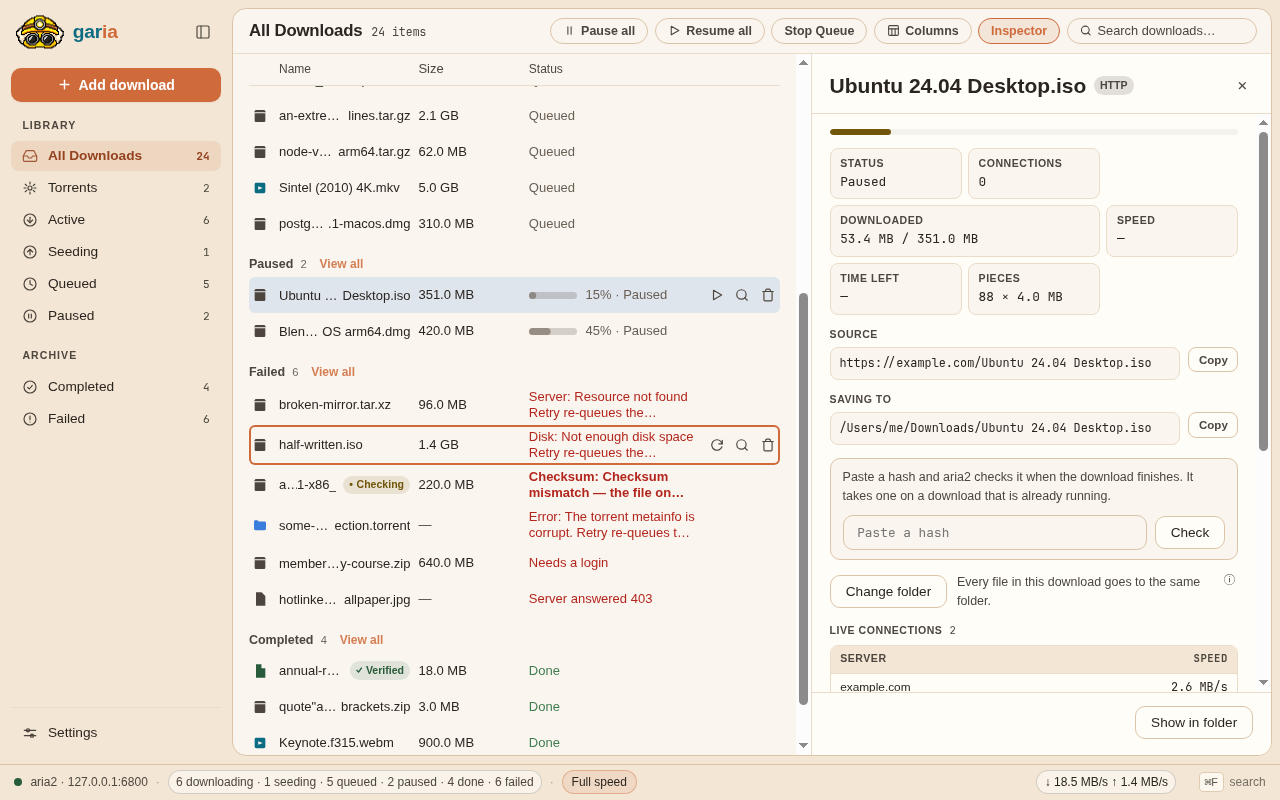 garia
Add download
LIBRARY
All Downloads 24
Torrents 2
Active 6
Seeding 1
Queued 5
Paused 2
ARCHIVE
Completed 4
Failed 6
Settings
All Downloads 24 items
Pause all
Resume all
Stop Queue
Columns
Inspector
Search downloads…
Name Size Status
an-extre… lines.tar.gz 2.1 GB Queued
node-v… arm64.tar.gz 62.0 MB Queued
Sintel (2010) 4K.mkv 5.0 GB Queued
postg… .1-macos.dmg 310.0 MB Queued
Paused 2 View all
Ubuntu … Desktop.iso 351.0 MB 15% · Paused
Blen… OS arm64.dmg 420.0 MB 45% · Paused
Failed 6 View all
broken-mirror.tar.xz 96.0 MB Server: Resource not found
Retry re-queues the…
half-written.iso 1.4 GB Disk: Not enough disk space
Retry re-queues the…
a…1-x86_ • Checking 220.0 MB Checksum: Checksum
mismatch — the file on…
some-… ection.torrent — Error: The torrent metainfo is
corrupt. Retry re-queues t…
member…y-course.zip 640.0 MB Needs a login
hotlinke… allpaper.jpg — Server answered 403
Completed 4 View all
annual-r… Verified 18.0 MB Done
quote"a… brackets.zip 3.0 MB Done
Keynote.f315.webm 900.0 MB Done
Ubuntu 24.04 Desktop.iso HTTP
STATUS
Paused
CONNECTIONS
0
DOWNLOADED
53.4 MB / 351.0 MB
SPEED
—
TIME LEFT
—
PIECES
88 × 4.0 MB
SOURCE
https://example.com/Ubuntu 24.04 Desktop.iso Copy
SAVING TO
/Users/me/Downloads/Ubuntu 24.04 Desktop.iso Copy
Paste a hash and aria2 checks it when the download finishes. It
takes one on a download that is already running.
Paste a hash Check
Change folder
Every file in this download goes to the same
folder.
LIVE CONNECTIONS 2
SERVER SPEED
example.com 2.6 MB/s
Show in folder
aria2 · 127.0.0.1:6800 · 6 downloading · 1 seeding · 5 queued · 2 paused · 4 done · 6 failed · Full speed
↓ 18.5 MB/s ↑ 1.4 MB/s
⌘F search